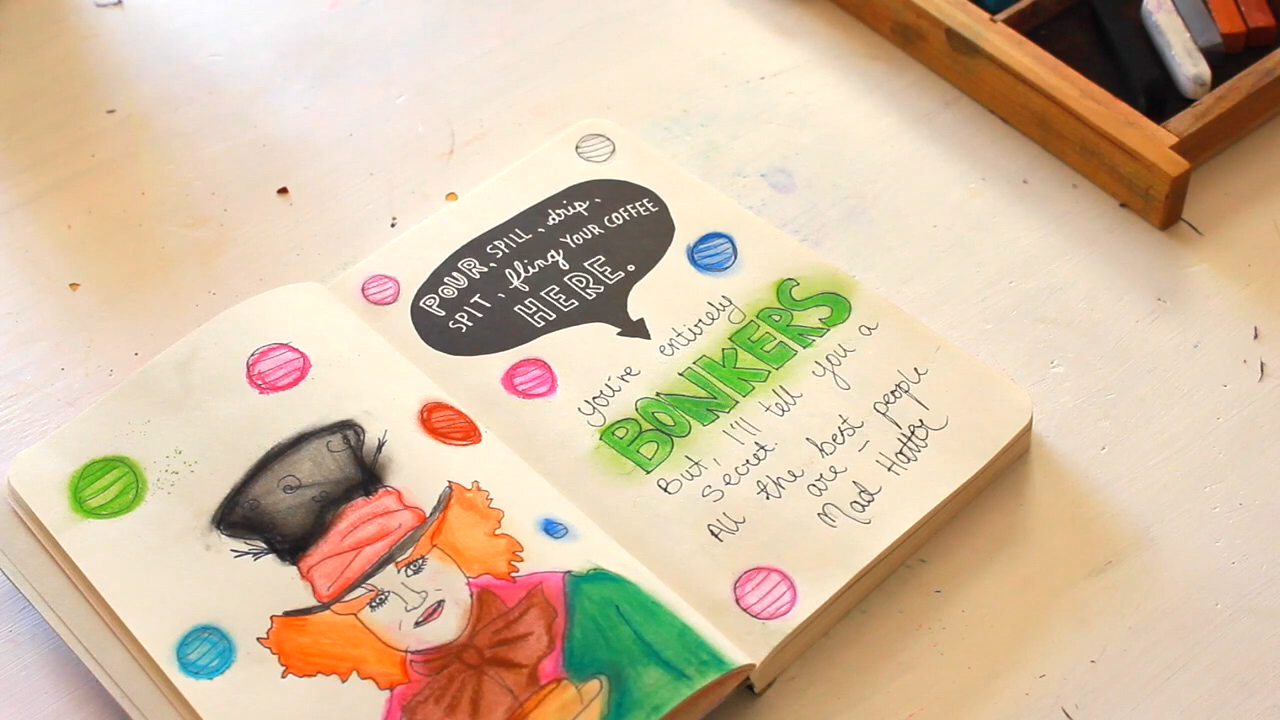 POUR, SPILL, drip,
SPIT, fling YOUR COFFEE
HERE.
you're entirely
BONKERS
But, I'll tell you a
secret.
All the best people
are –
Mad Hatter